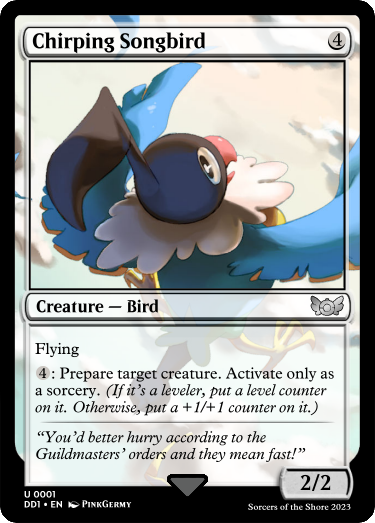 Chirping Songbird 4
Creature — Bird
Flying
4 : Prepare target creature. Activate only as
a sorcery. (If it's a leveler, put a level counter
on it. Otherwise, put a +1/+1 counter on it.)
“You'd better hurry according to the
Guildmasters' orders and they mean fast!”
2/2
U 0001
DD1 • EN PinkGermy
Sorcers of the Shore 2023